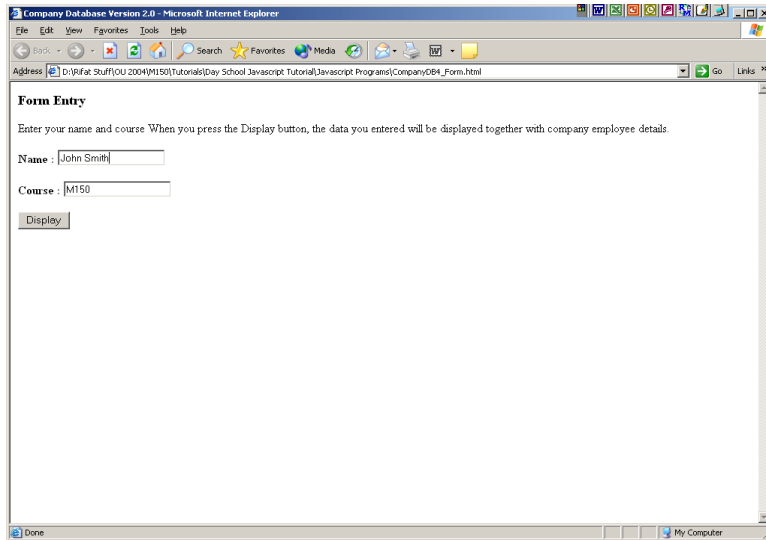 Company Database Version 2.0 - Microsoft Internet Explorer
File Edit View Favorites Tools Help
Back Search Favorites Media
Address D:\Rifat Stuff\OU 2004\M150\Tutorials\Day School Javascript Tutorial\Javascript Programs\CompanyDB4_Form.html Go Links »
Form Entry
Enter your name and course When you press the Display button, the data you entered will be displayed together with company employee details.
Name : John Smith
Course : M150
Display
Done My Computer